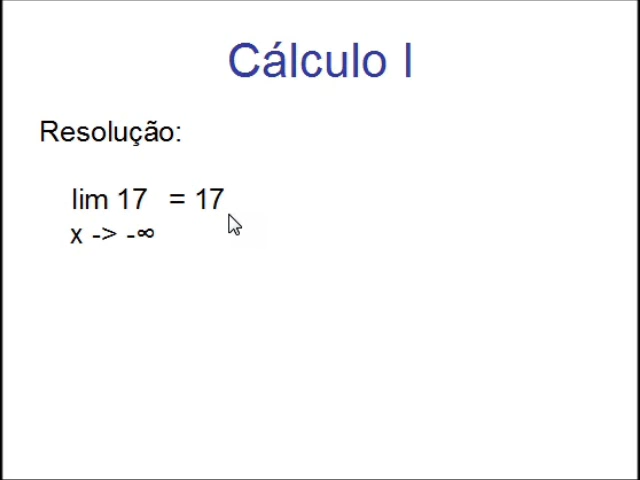 Cálculo I
Resolução:
lim 17 = 17
x -> -∞